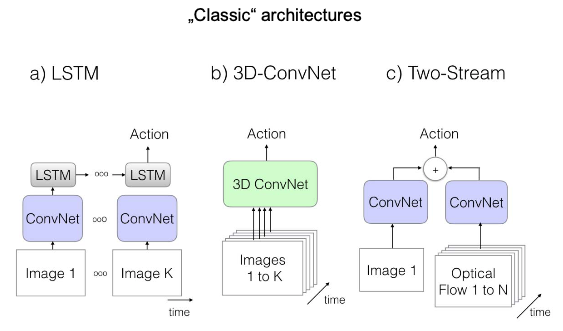 „Classic“ architectures
a) LSTM
b) 3D-ConvNet
c) Two-Stream
Action
Action
Action
LSTM
ooo
LSTM
3D ConvNet
+
ConvNet
ooo
ConvNet
ConvNet
ConvNet
Image 1
ooo
Image K
Images
1 to K
Image 1
Optical
Flow 1 to N
time
time
time